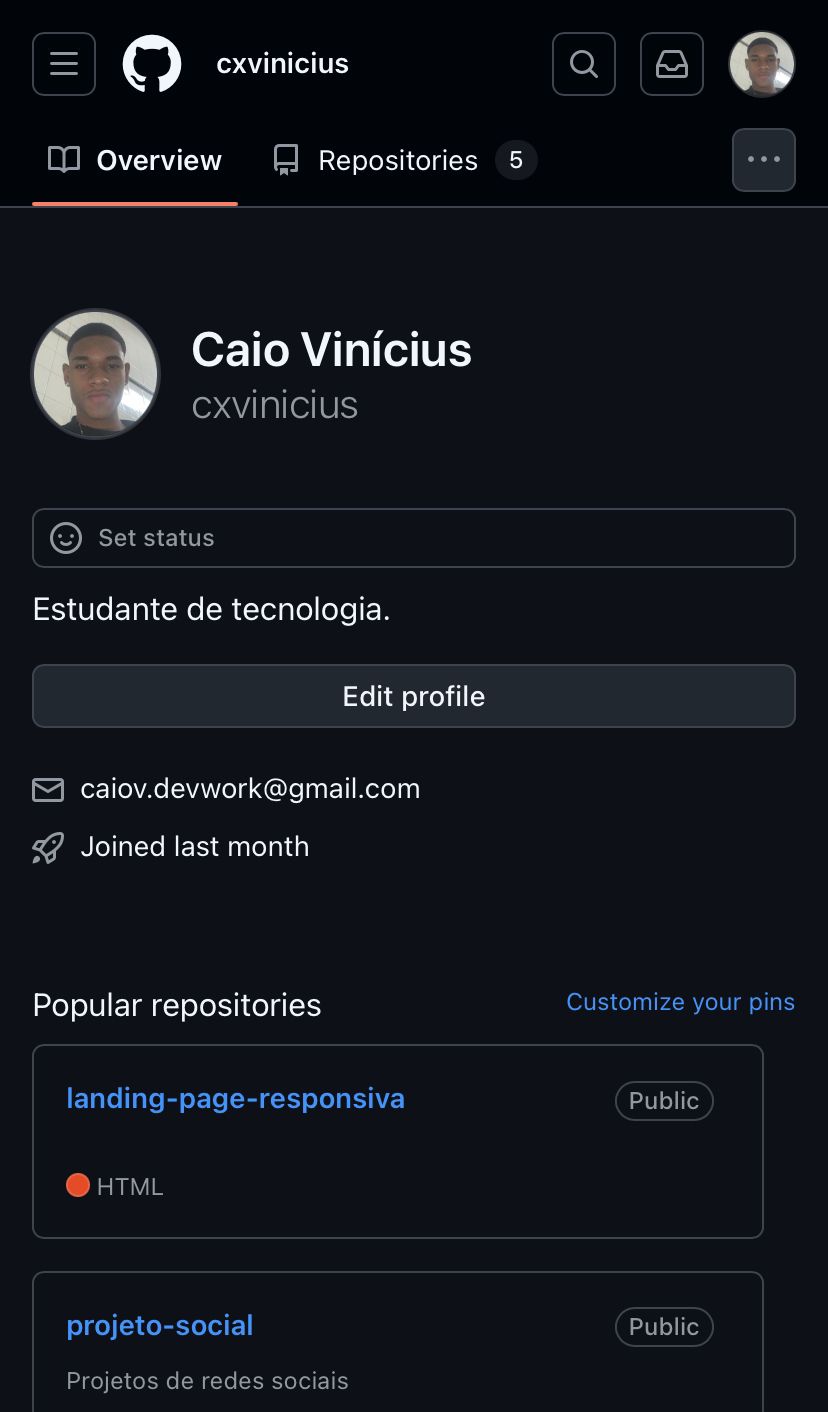 cxvinicius
Overview
Repositories 5
Caio Vinícius
cxvinicius
Set status
Estudante de tecnologia.
Edit profile
caiov.devwork@gmail.com
Joined last month
Popular repositories
Customize your pins
landing-page-responsiva
Public
HTML
projeto-social
Public
Projetos de redes sociais